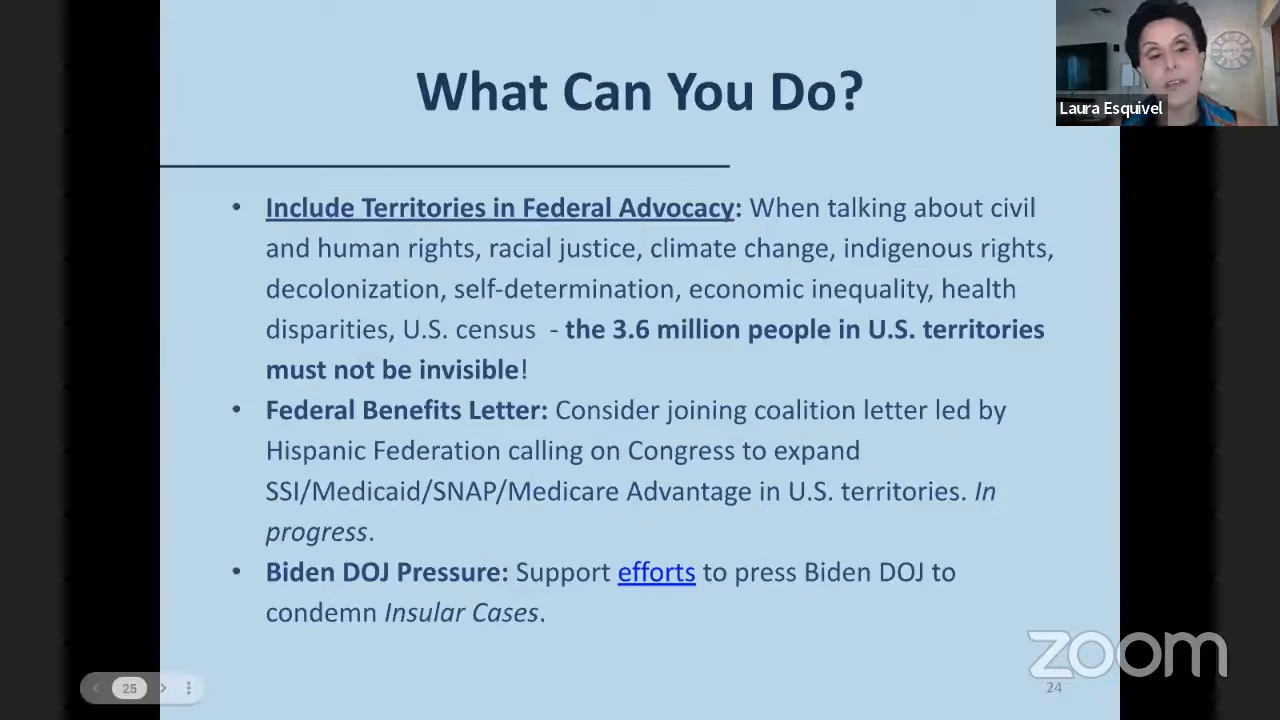 What Can You Do?
Laura Esquivel
• Include Territories in Federal Advocacy: When talking about civil
and human rights, racial justice, climate change, indigenous rights,
decolonization, self-determination, economic inequality, health
disparities, U.S. census - the 3.6 million people in U.S. territories
must not be invisible!
• Federal Benefits Letter: Consider joining coalition letter led by
Hispanic Federation calling on Congress to expand
SSI/Medicaid/SNAP/Medicare Advantage in U.S. territories. In
progress.
• Biden DOJ Pressure: Support efforts to press Biden DOJ to
condemn Insular Cases.
zoom
25
24